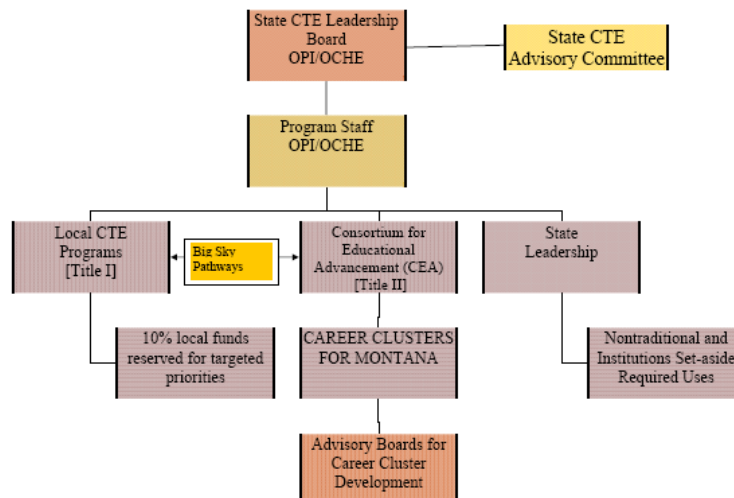 State CTE Leadership
Board
OPI/OCHE
State CTE
Advisory Committee
Program Staff
OPI/OCHE
Local CTE
Programs
[Title I]
Big Sky
Pathways
Consortium for
Educational
Advancement (CEA)
[Title II]
State
Leadership
10% local funds
reserved for targeted
priorities
CAREER CLUSTERS
FOR MONTANA
Nontraditional and
Institutions Set-aside
Required Uses
Advisory Boards for
Career Cluster
Development